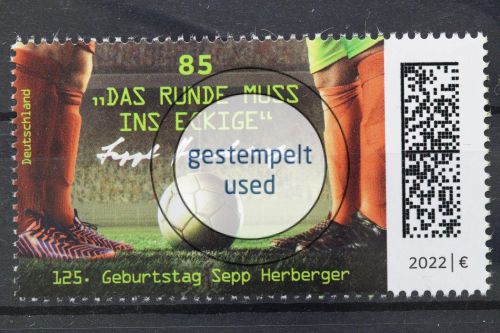 85
„DAS RUNDE MUSS
INS ECKIGE“
Deutschland
gestempelt
used
125. Geburtstag Sepp Herberger
2022 | €